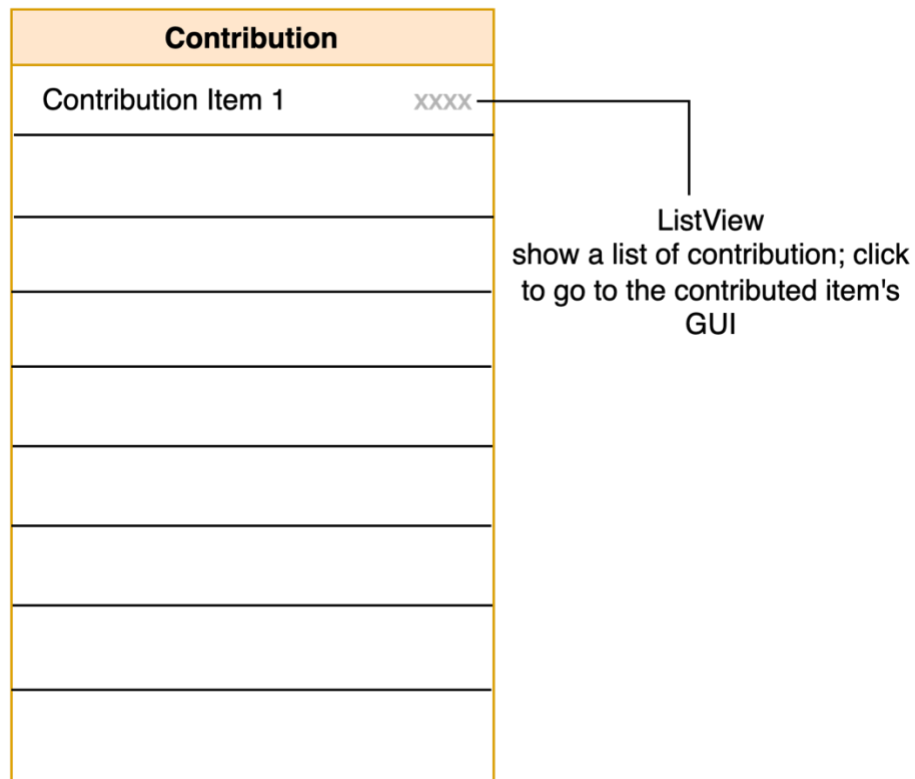 Contribution
Contribution Item 1 xxxx
ListView
show a list of contribution; click
to go to the contributed item's
GUI